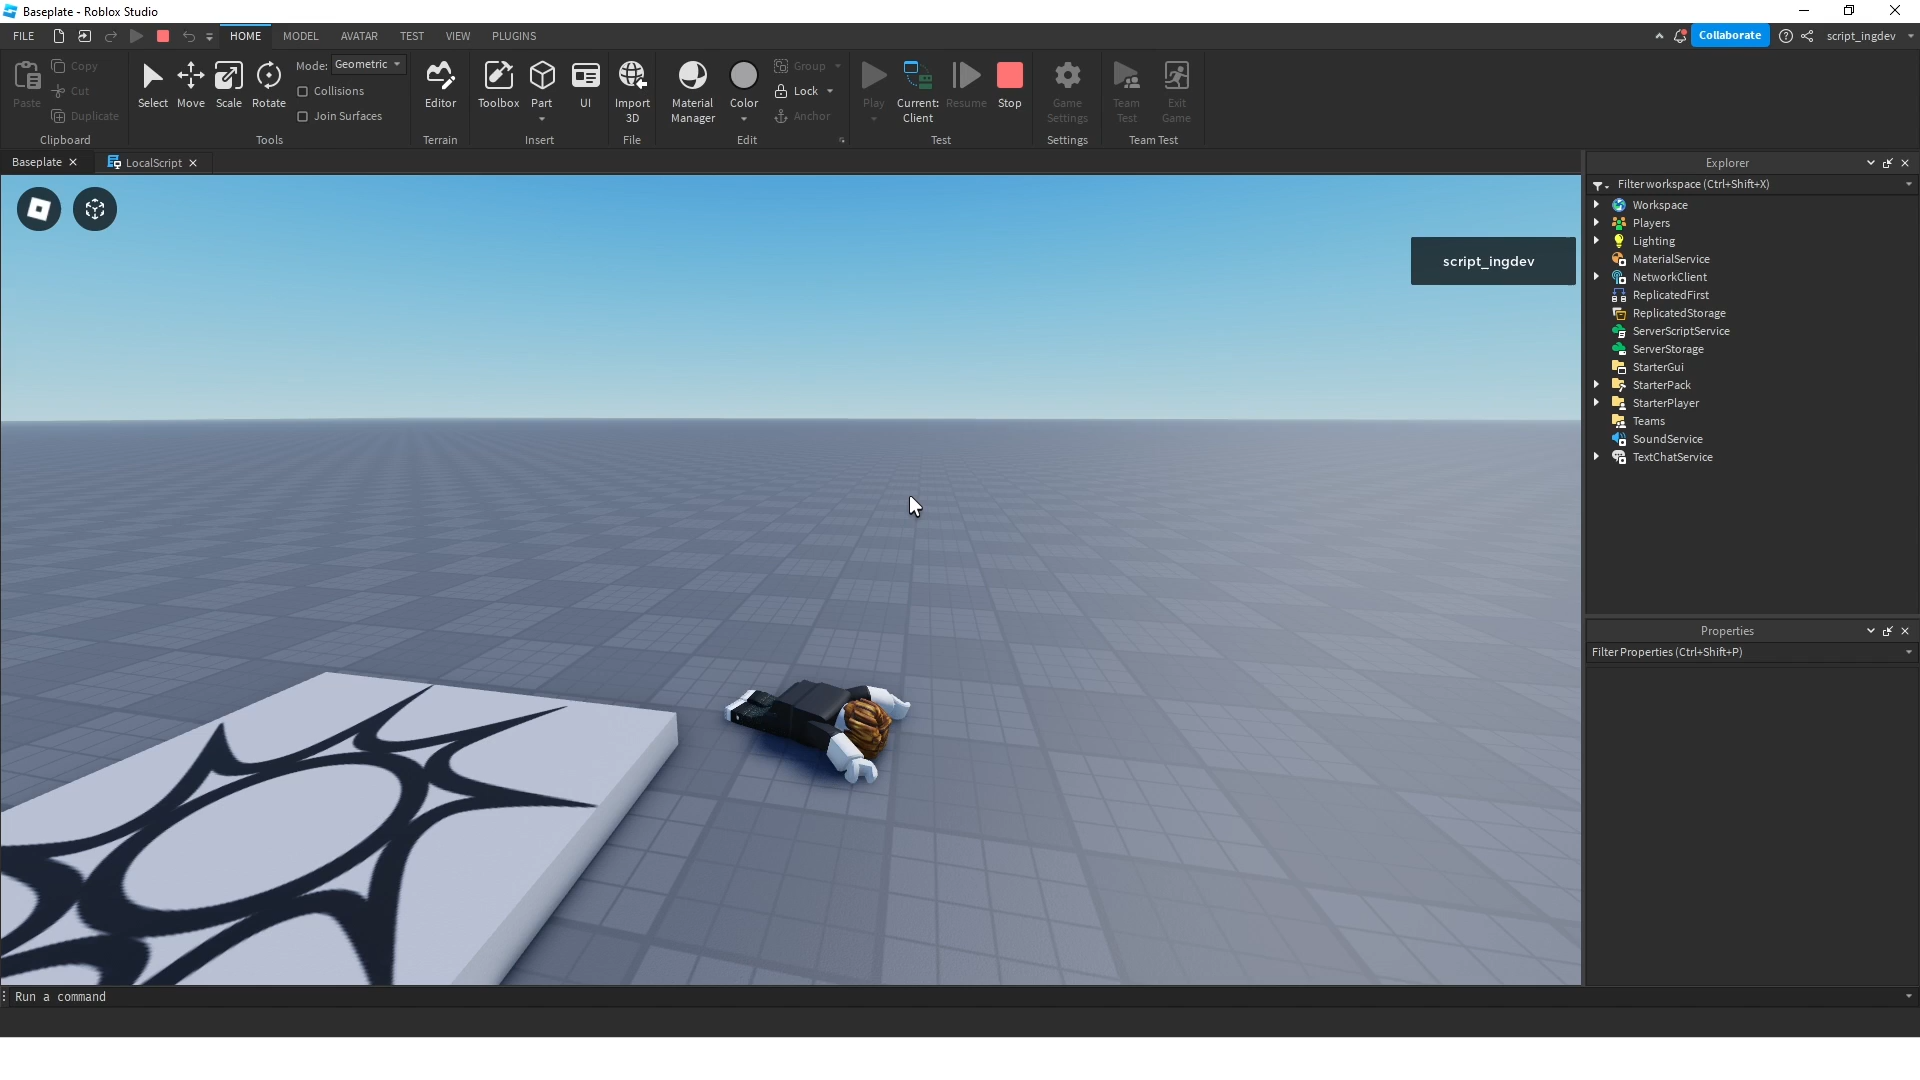 Baseplate - Roblox Studio
FILE HOME MODEL AVATAR TEST VIEW PLUGINS Collaborate script_ingdev
Paste Copy Cut Duplicate Clipboard
Select Move Scale Rotate Mode: Geometric Collisions Join Surfaces Tools
Editor Terrain
Toolbox Part UI Insert
Import 3D File
Material Manager Color Group Lock Anchor Edit
Play Current: Client Resume Stop Test
Game Settings Settings
Team Test Exit Game Team Test
Baseplate LocalScript
script_ingdev
Explorer
Filter workspace (Ctrl+Shift+X)
Workspace
Players
Lighting
MaterialService
NetworkClient
ReplicatedFirst
ReplicatedStorage
ServerScriptService
ServerStorage
StarterGui
StarterPack
StarterPlayer
Teams
SoundService
TextChatService
Properties
Filter Properties (Ctrl+Shift+P)
Run a command